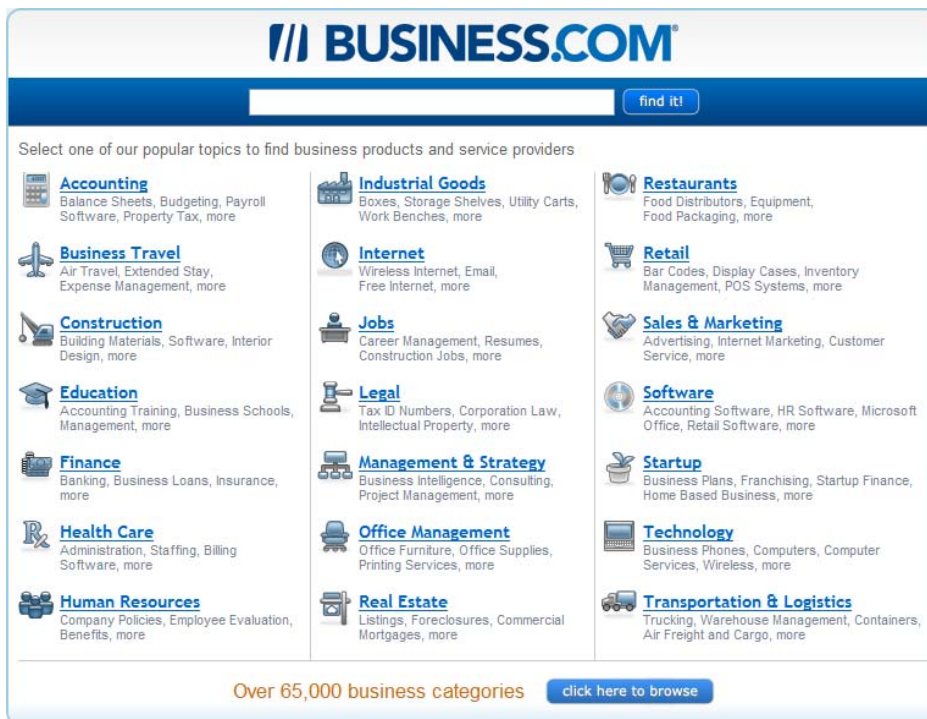 BUSINESS.COM®
find it!
Select one of our popular topics to find business products and service providers
Accounting
Balance Sheets, Budgeting, Payroll
Software, Property Tax, more
Business Travel
Air Travel, Extended Stay,
Expense Management, more
Construction
Building Materials, Software, Interior
Design, more
Education
Accounting Training, Business Schools,
Management, more
Finance
Banking, Business Loans, Insurance,
more
Health Care
Administration, Staffing, Billing
Software, more
Human Resources
Company Policies, Employee Evaluation,
Benefits, more
Industrial Goods
Boxes, Storage Shelves, Utility Carts,
Work Benches, more
Internet
Wireless Internet, Email,
Free Internet, more
Jobs
Career Management, Resumes,
Construction Jobs, more
Legal
Tax ID Numbers, Corporation Law,
Intellectual Property, more
Management & Strategy
Business Intelligence, Consulting,
Project Management, more
Office Management
Office Furniture, Office Supplies,
Printing Services, more
Real Estate
Listings, Foreclosures, Commercial
Mortgages, more
Restaurants
Food Distributors, Equipment,
Food Packaging, more
Retail
Bar Codes, Display Cases, Inventory
Management, POS Systems, more
Sales & Marketing
Advertising, Internet Marketing, Customer
Service, more
Software
Accounting Software, HR Software, Microsoft
Office, Retail Software, more
Startup
Business Plans, Franchising, Startup Finance,
Home Based Business, more
Technology
Business Phones, Computers, Computer
Services, Wireless, more
Transportation & Logistics
Trucking, Warehouse Management, Containers,
Air Freight and Cargo, more
Over 65,000 business categories
click here to browse